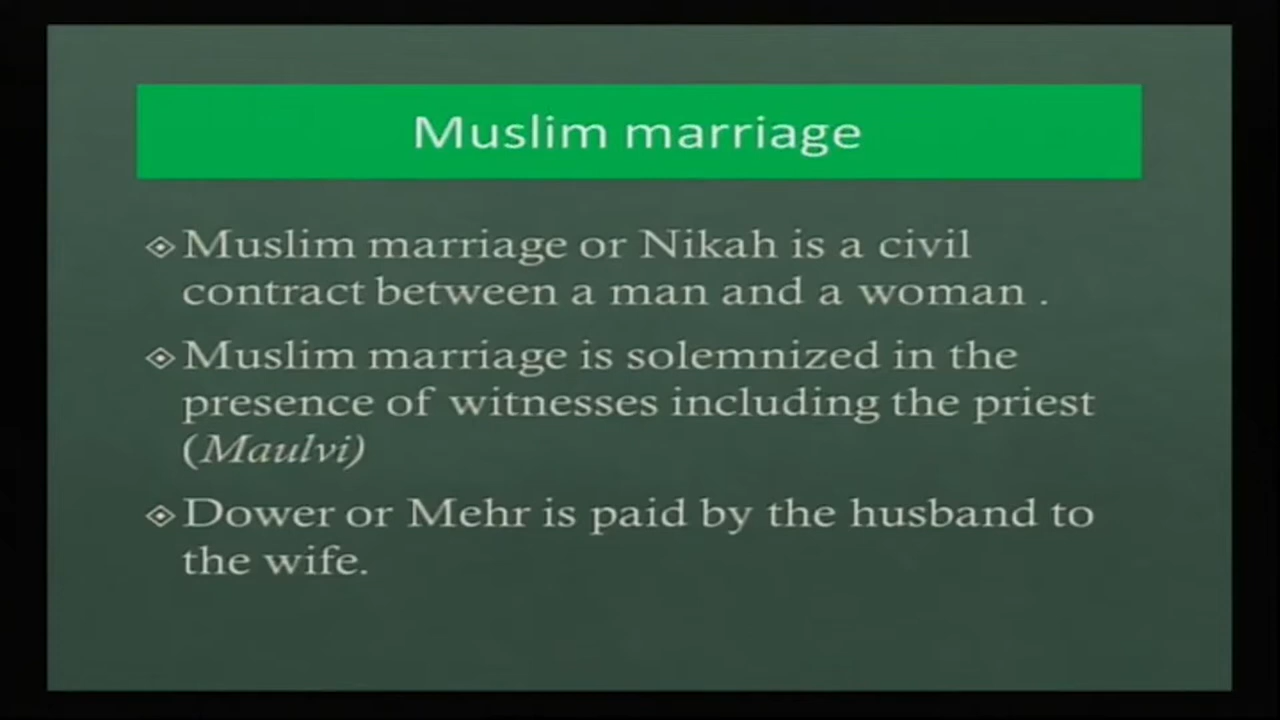 Muslim marriage
Muslim marriage or Nikah is a civil
contract between a man and a woman .
Muslim marriage is solemnized in the
presence of witnesses including the priest
(Maulvi)
Dower or Mehr is paid by the husband to
the wife.